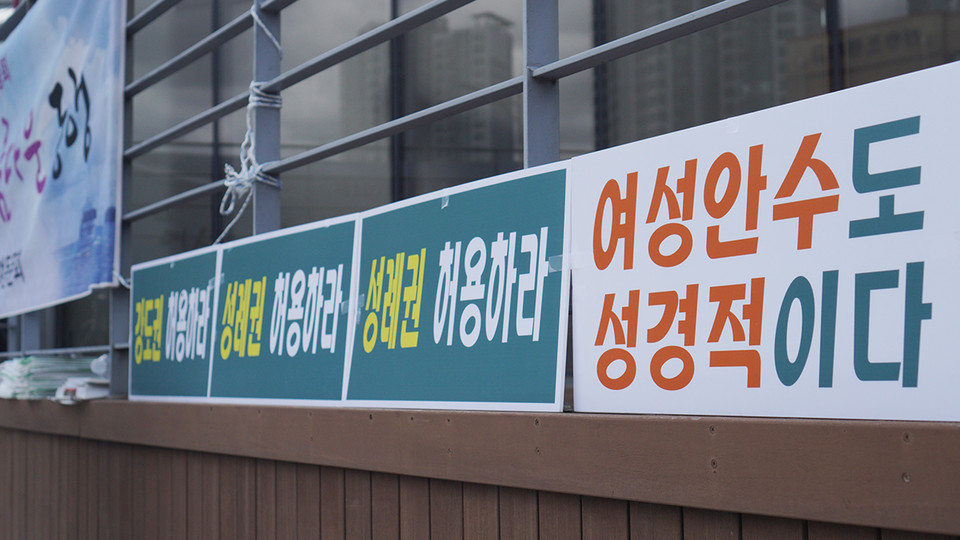 강도권 허용하라
성례권 허용하라
성례권 허용하라
여성안수도
성경적이다